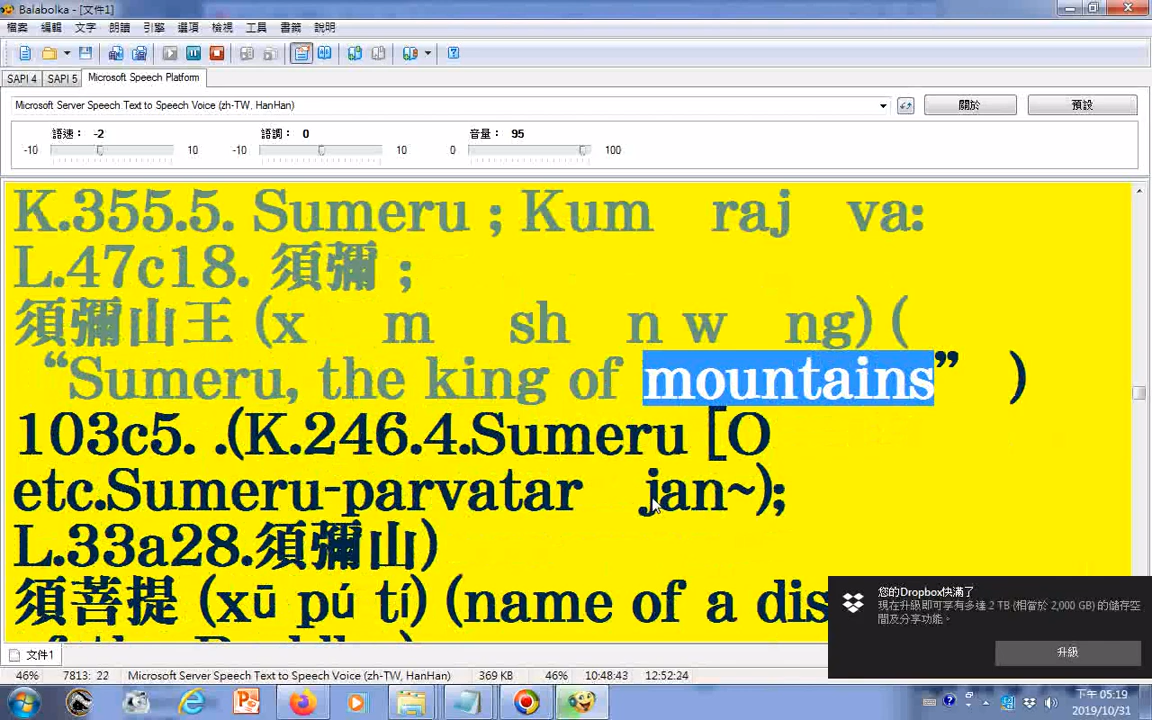 Balabolka - [文件1]
檔案 編輯 文字 朗讀 引擎 選項 檢視 工具 書籤 說明
SAPI 4 SAPI 5 Microsoft Speech Platform
Microsoft Server Speech Text to Speech Voice (zh-TW, HanHan) 關於 預設
語速： -2 語調： 0 音量： 95
-10 10 -10 10 0 100
K.355.5. Sumeru ; Kum raj va:
L.47c18. 須彌 ;
須彌山王 (x m sh n w ng) (
“Sumeru, the king of mountains” )
103c5. .(K.246.4.Sumeru [O
etc.Sumeru-parvatar jan~);
L.33a28.須彌山)
須菩提 (xū pú tí) (name of a dis
您的Dropbox快滿了
現在升級即可享有多達 2 TB (相當於 2,000 GB) 的儲存空
間及分享功能。
升級
文件1
46% 7813: 22 Microsoft Server Speech Text to Speech Voice (zh-TW, HanHan) 369 KB 46% 10:48:43 12:52:24
下午 05:19
2019/10/31